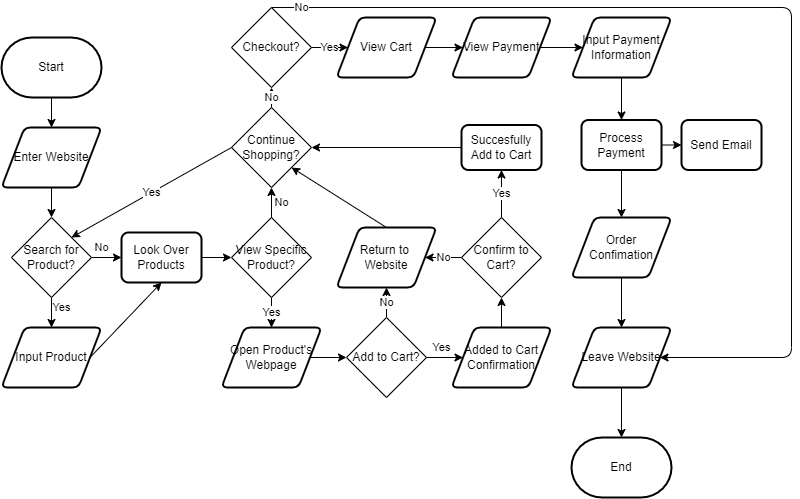 No
Checkout?
Yes
View Cart
View Payment
Input Payment
Information
Start
No
Enter Website
Continue
Shopping?
Succesfully
Add to Cart
Process
Payment
Send Email
Yes
Yes
No
Search for
Product?
No
Look Over
Products
View Specific
Product?
Return to
Website
No
Confirm to
Cart?
Order
Confimation
Yes
Yes
No
Input Product
Open Product's
Webpage
Add to Cart?
Yes
Added to Cart
Confirmation
Leave Website
End